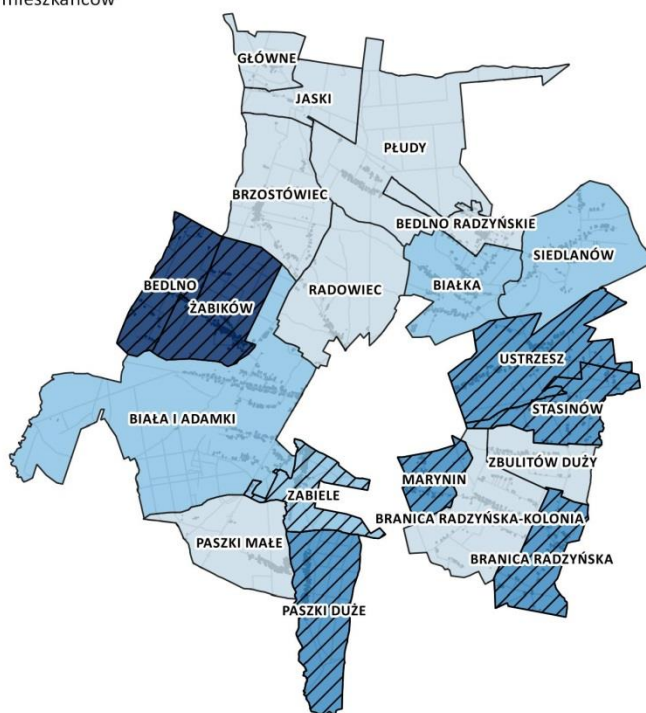 mieszkańców
GŁÓWNE
JASKI
PŁUDY
BRZOSTÓWIEC
BEDLNO RADZYŃSKIE
SIEDLANÓW
BEDLNO
ŻABIKÓW
RADOWIEC
BIAŁKA
USTRZESZ
STASINÓW
BIAŁA I ADAMKI
ZBULITÓW DUŻY
MARYNIN
ZABIELE
BRANICA RADZYŃSKA-KOLONIA
PASZKI MAŁE
BRANICA RADZYŃSKA
PASZKI DUŻE